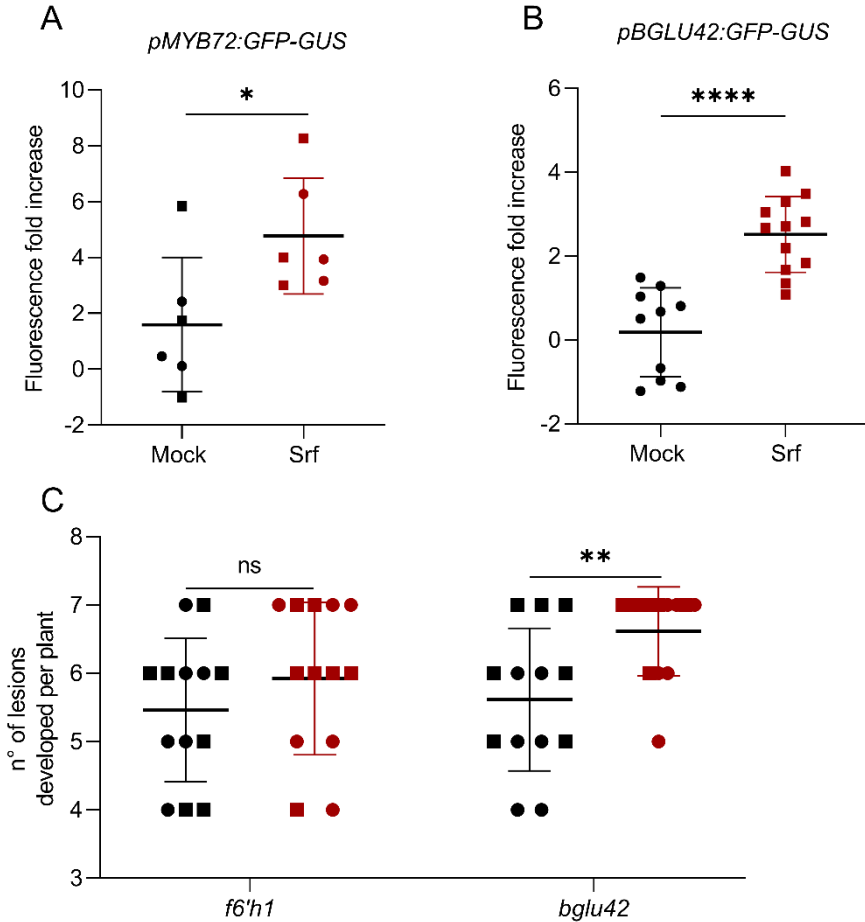 A
pMYB72:GFP-GUS
Fluorescence fold increase
10
8
6
4
2
0
-2
*
Mock
Srf
B
pBGLU42:GFP-GUS
Fluorescence fold increase
6
4
2
0
-2
****
Mock
Srf
C
n° of lesions
developed per plant
8
7
6
5
4
3
ns
**
f6'h1
bglu42